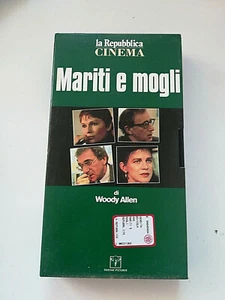 la Repubblica
CINEMA
Mariti e mogli
di
Woody Allen